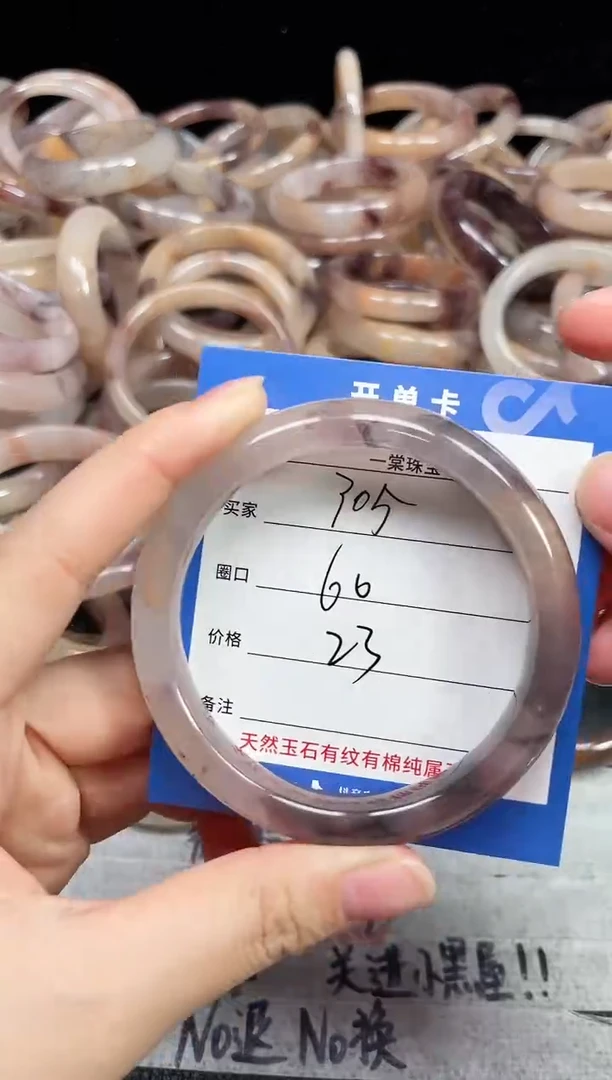 开单卡
一棠珠宝
买家 705
圈口 60
价格 23
备注
天然玉石有纹有棉纯属
关进小黑屋!!
No退 No换